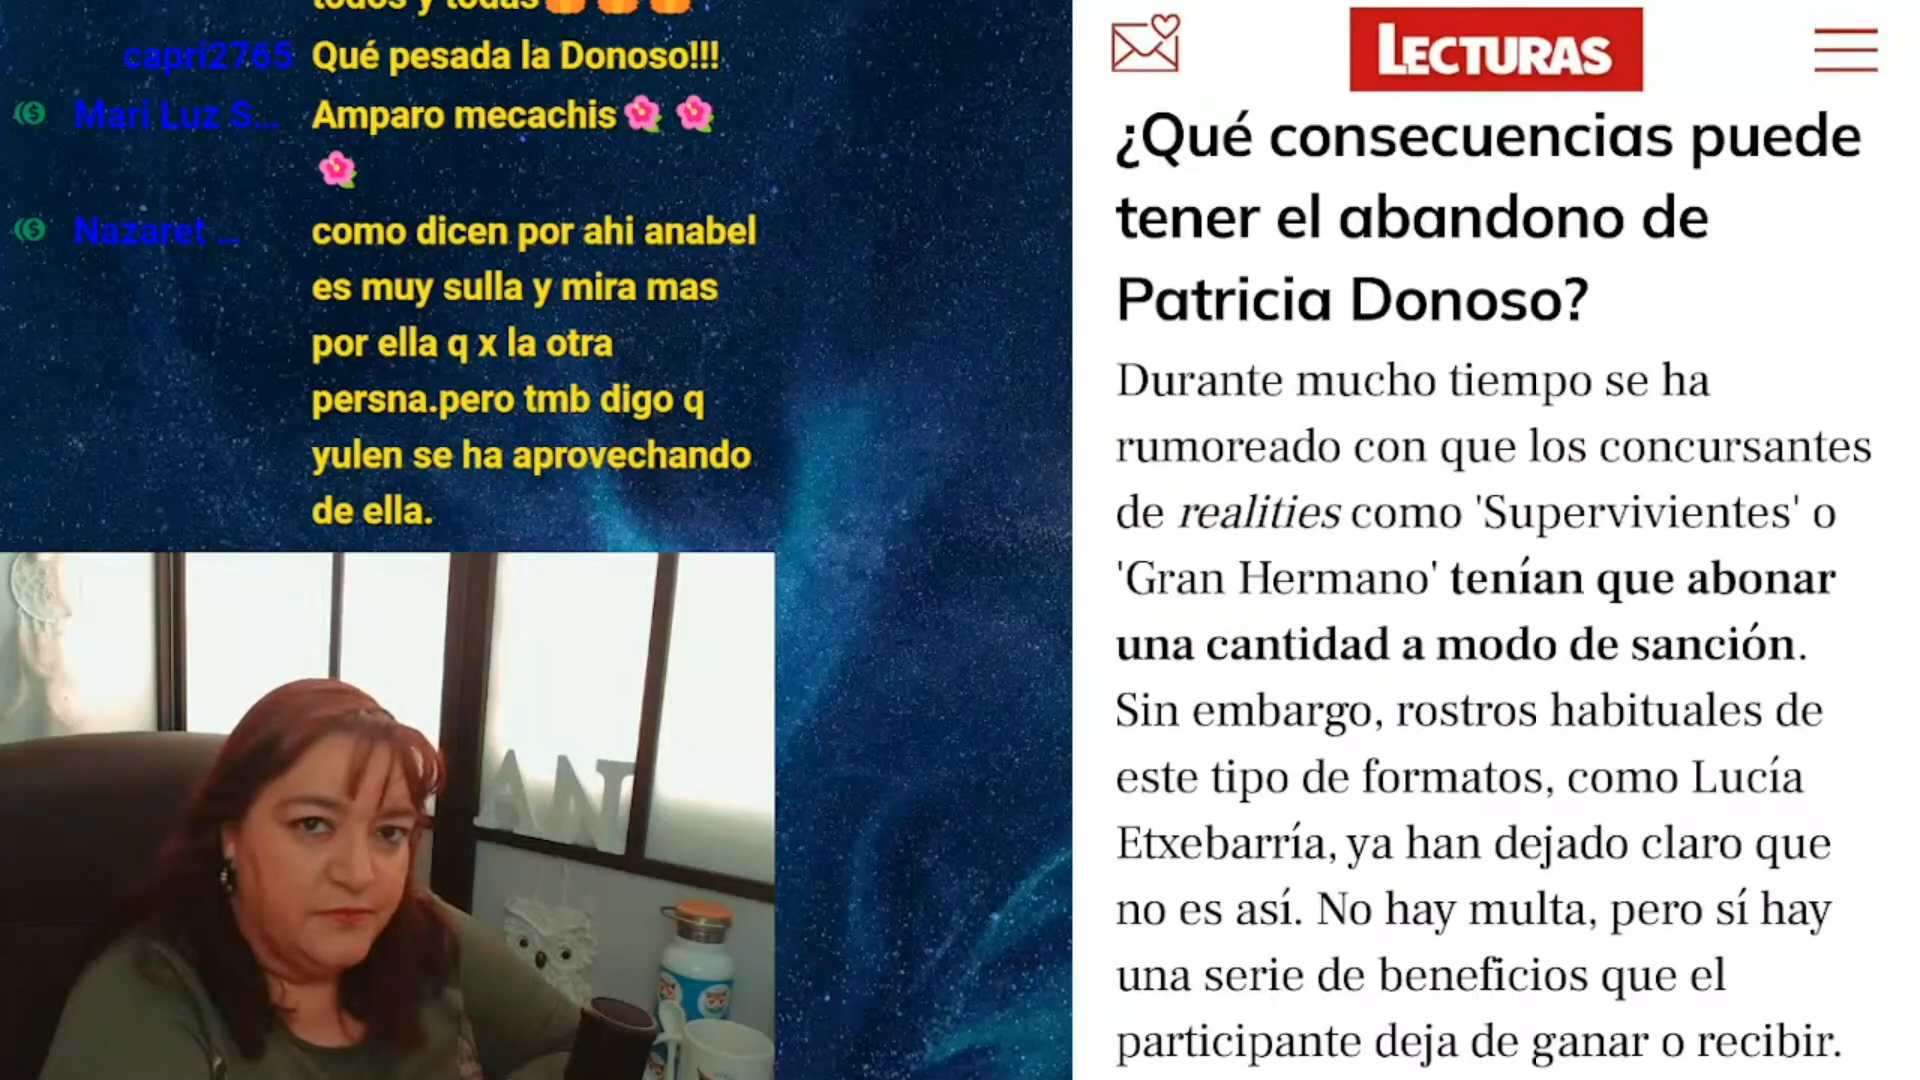 todos y todas
capri2765 Qué pesada la Donoso!!!
Mari Luz S... Amparo mecachis
Nazaret ... como dicen por ahi anabel
es muy sulla y mira mas
por ella q x la otra
persna.pero tmb digo q
yulen se ha aprovechando
de ella.
AN
LECTURAS
¿Qué consecuencias puede
tener el abandono de
Patricia Donoso?
Durante mucho tiempo se ha
rumoreado con que los concursantes
de realities como 'Supervivientes' o
'Gran Hermano' tenían que abonar
una cantidad a modo de sanción.
Sin embargo, rostros habituales de
este tipo de formatos, como Lucía
Etxebarría, ya han dejado claro que
no es así. No hay multa, pero sí hay
una serie de beneficios que el
participante deja de ganar o recibir.